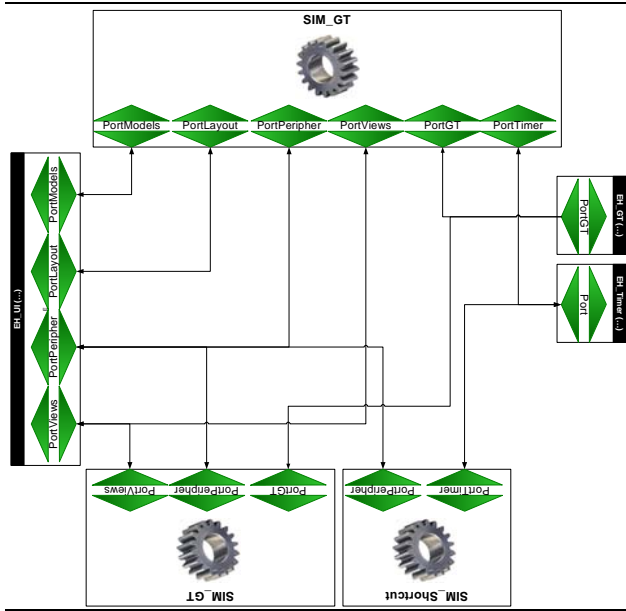 SIM_GT
PortModels
PortLayout
PortPeripher
PortViews
PortGT
PortTimer
EH_UI (...)
PortModels
PortLayout
PortPeripher
PortViews
PortGT
EH_GT (...)
Port
EH_Timer (...)
PortViews
PortPeripher
PortGT
SIM_GT
PortPeripher
PortTimer
SIM_Shortcut